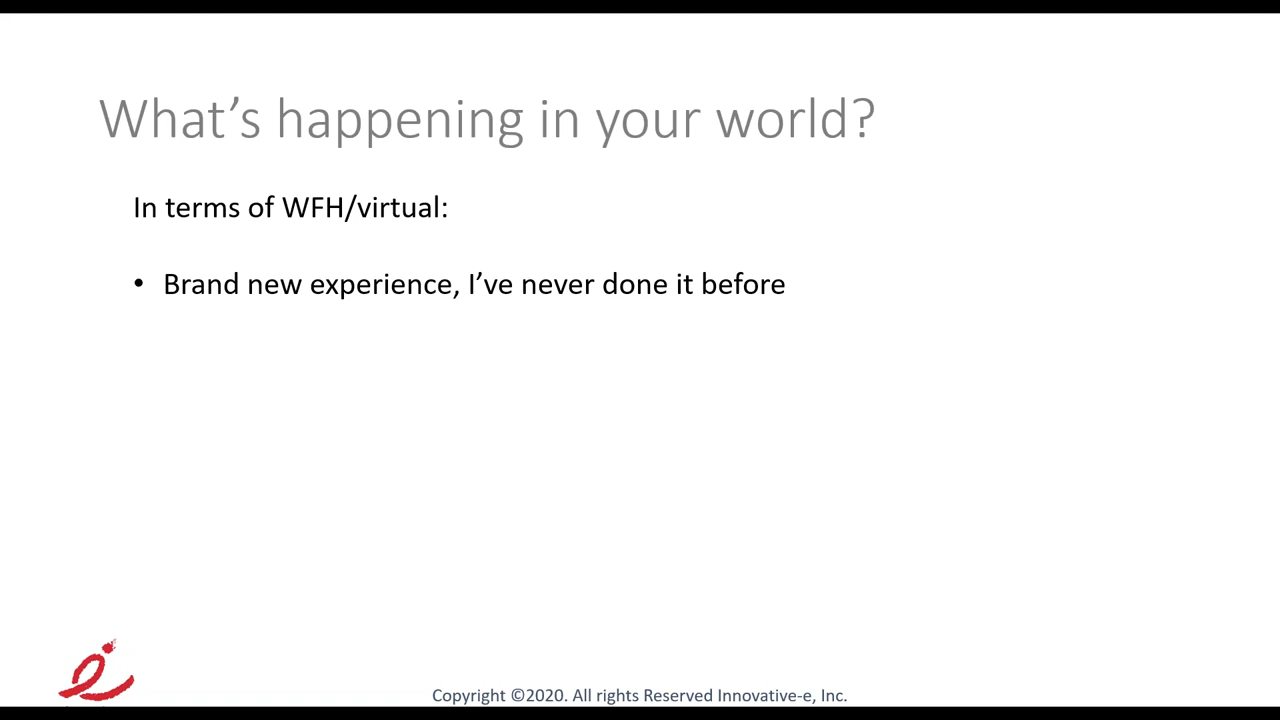 What’s happening in your world?
In terms of WFH/virtual:
• Brand new experience, I’ve never done it before
Copyright ©2020. All rights Reserved Innovative-e, Inc.